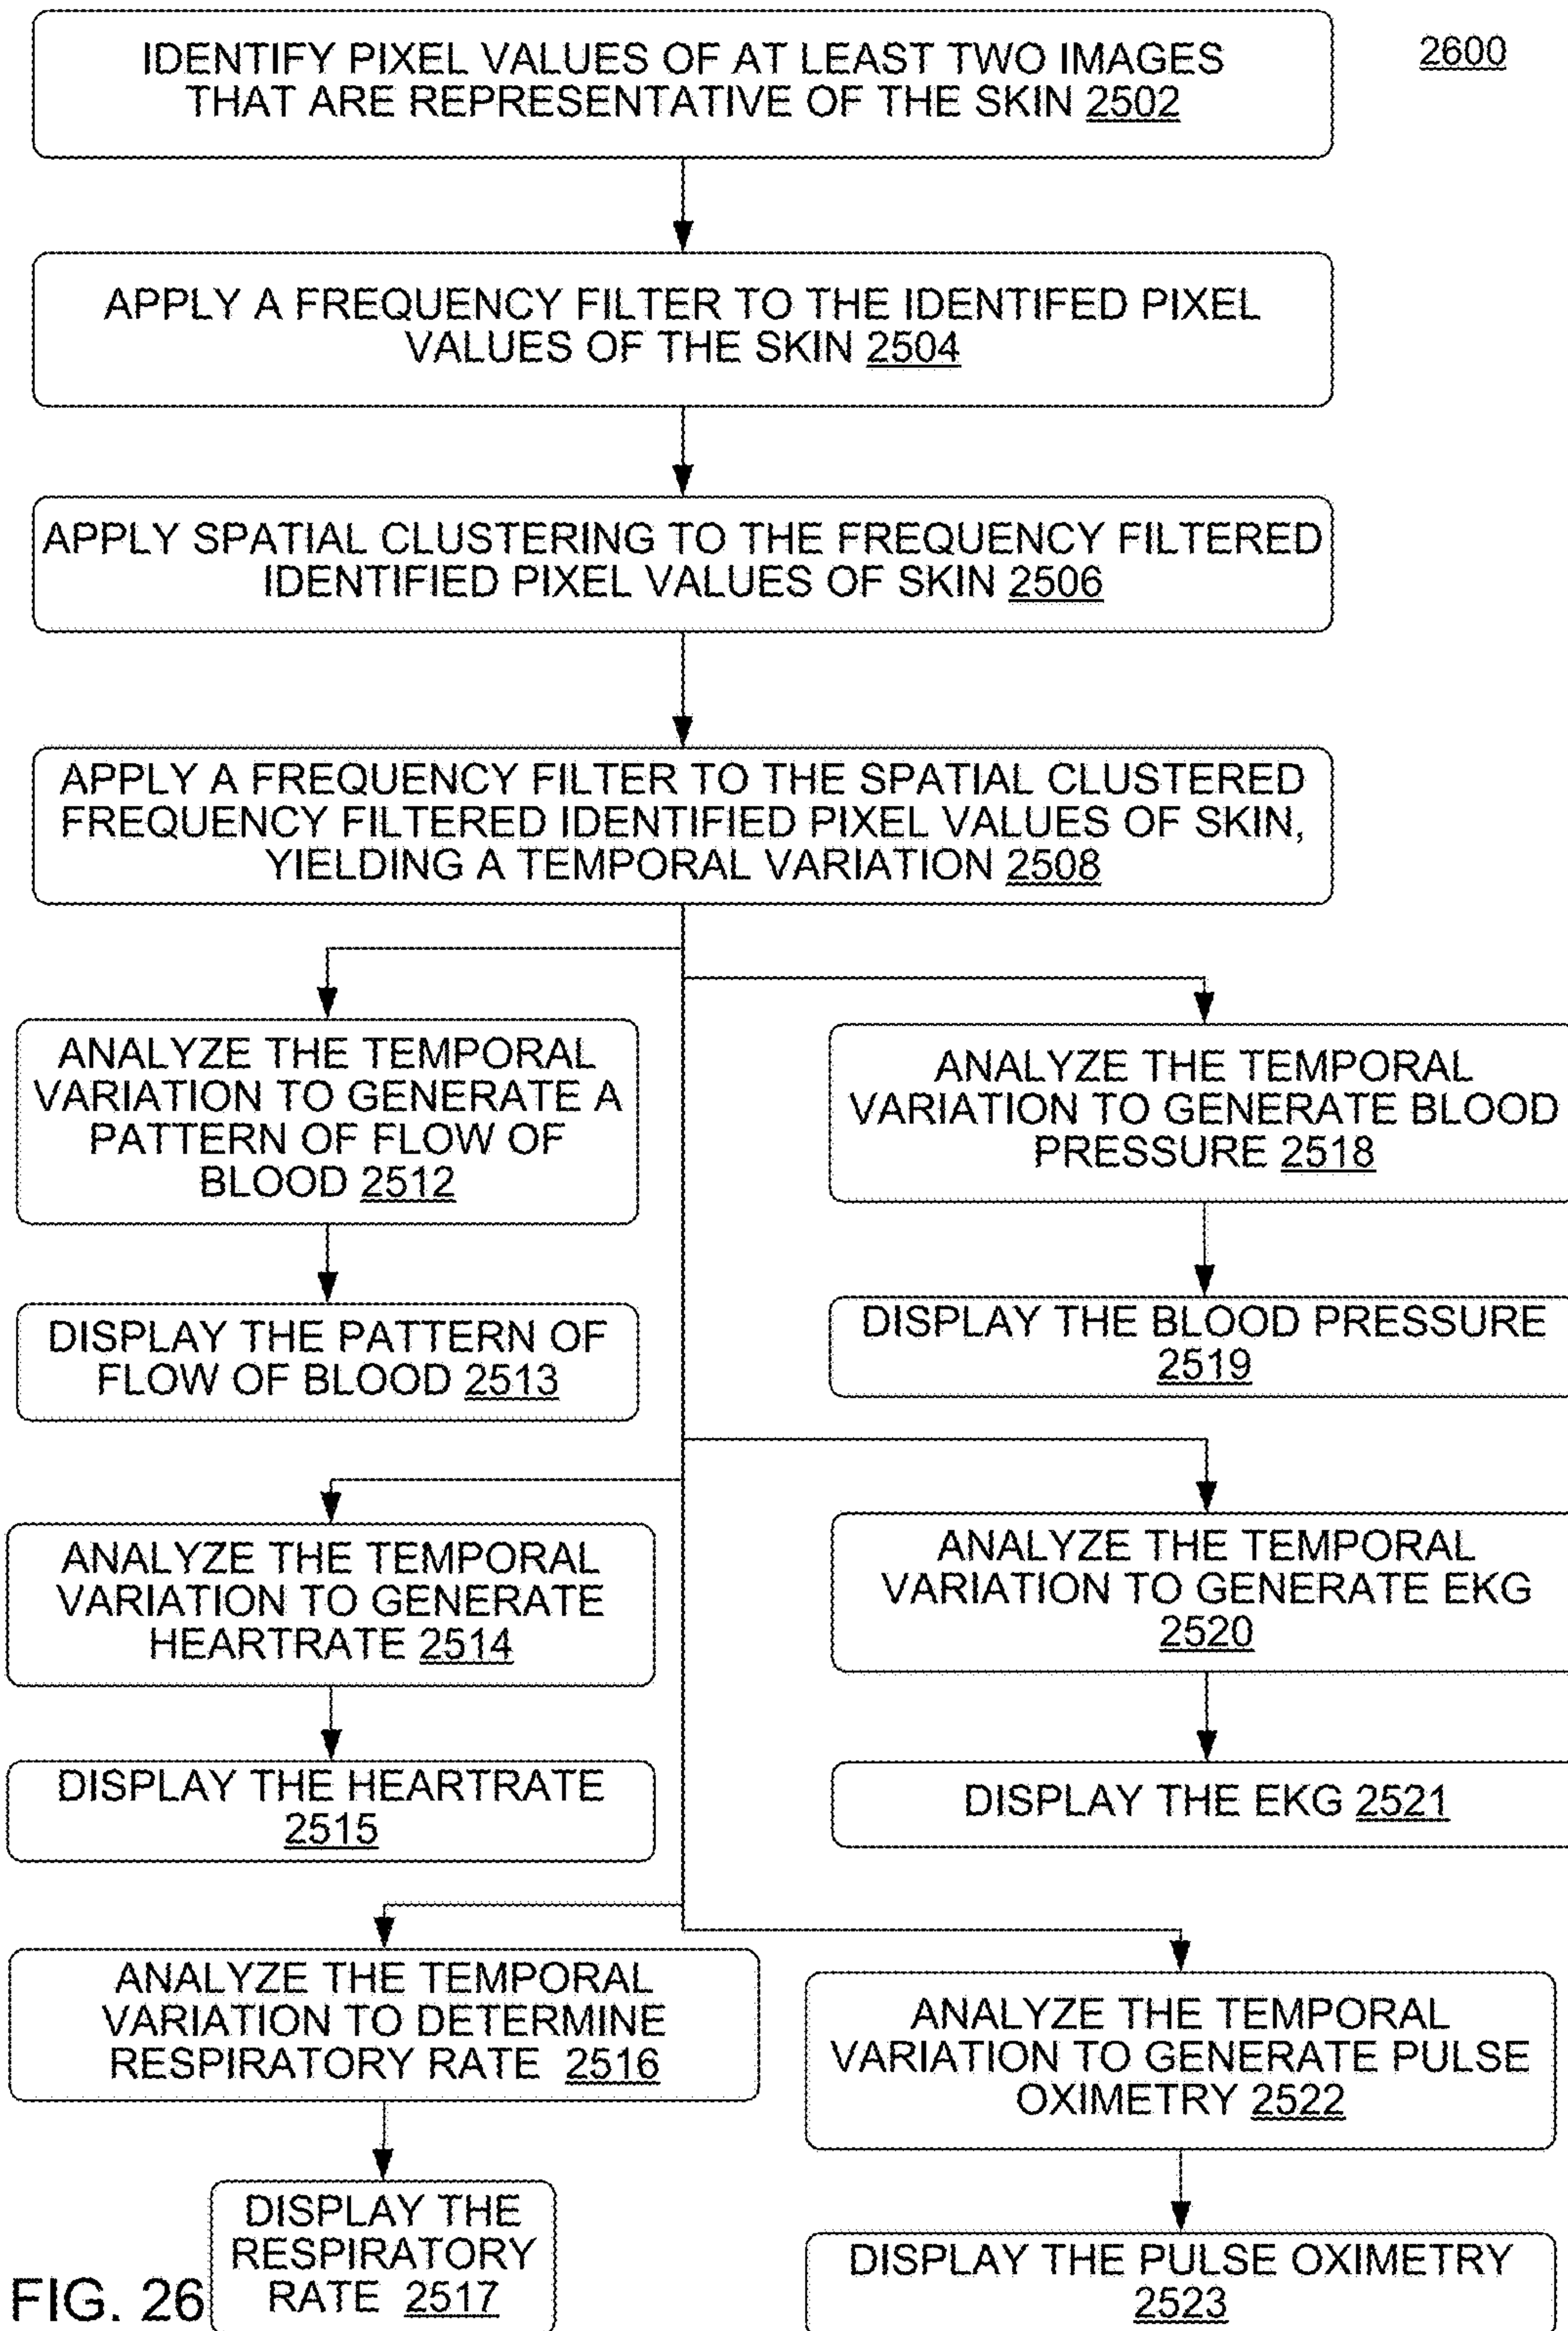 2600
IDENTIFY PIXEL VALUES OF AT LEAST TWO IMAGES
THAT ARE REPRESENTATIVE OF THE SKIN 2502
APPLY A FREQUENCY FILTER TO THE IDENTIFED PIXEL
VALUES OF THE SKIN 2504
APPLY SPATIAL CLUSTERING TO THE FREQUENCY FILTERED
IDENTIFIED PIXEL VALUES OF SKIN 2506
APPLY A FREQUENCY FILTER TO THE SPATIAL CLUSTERED
FREQUENCY FILTERED IDENTIFIED PIXEL VALUES OF SKIN,
YIELDING A TEMPORAL VARIATION 2508
ANALYZE THE TEMPORAL
VARIATION TO GENERATE A
PATTERN OF FLOW OF
BLOOD 2512
DISPLAY THE PATTERN OF
FLOW OF BLOOD 2513
ANALYZE THE TEMPORAL
VARIATION TO GENERATE BLOOD
PRESSURE 2518
DISPLAY THE BLOOD PRESSURE
2519
ANALYZE THE TEMPORAL
VARIATION TO GENERATE
HEARTRATE 2514
DISPLAY THE HEARTRATE
2515
ANALYZE THE TEMPORAL
VARIATION TO GENERATE EKG
2520
DISPLAY THE EKG 2521
ANALYZE THE TEMPORAL
VARIATION TO DETERMINE
RESPIRATORY RATE 2516
DISPLAY THE
RESPIRATORY
RATE 2517
ANALYZE THE TEMPORAL
VARIATION TO GENERATE PULSE
OXIMETRY 2522
DISPLAY THE PULSE OXIMETRY
2523
FIG. 26